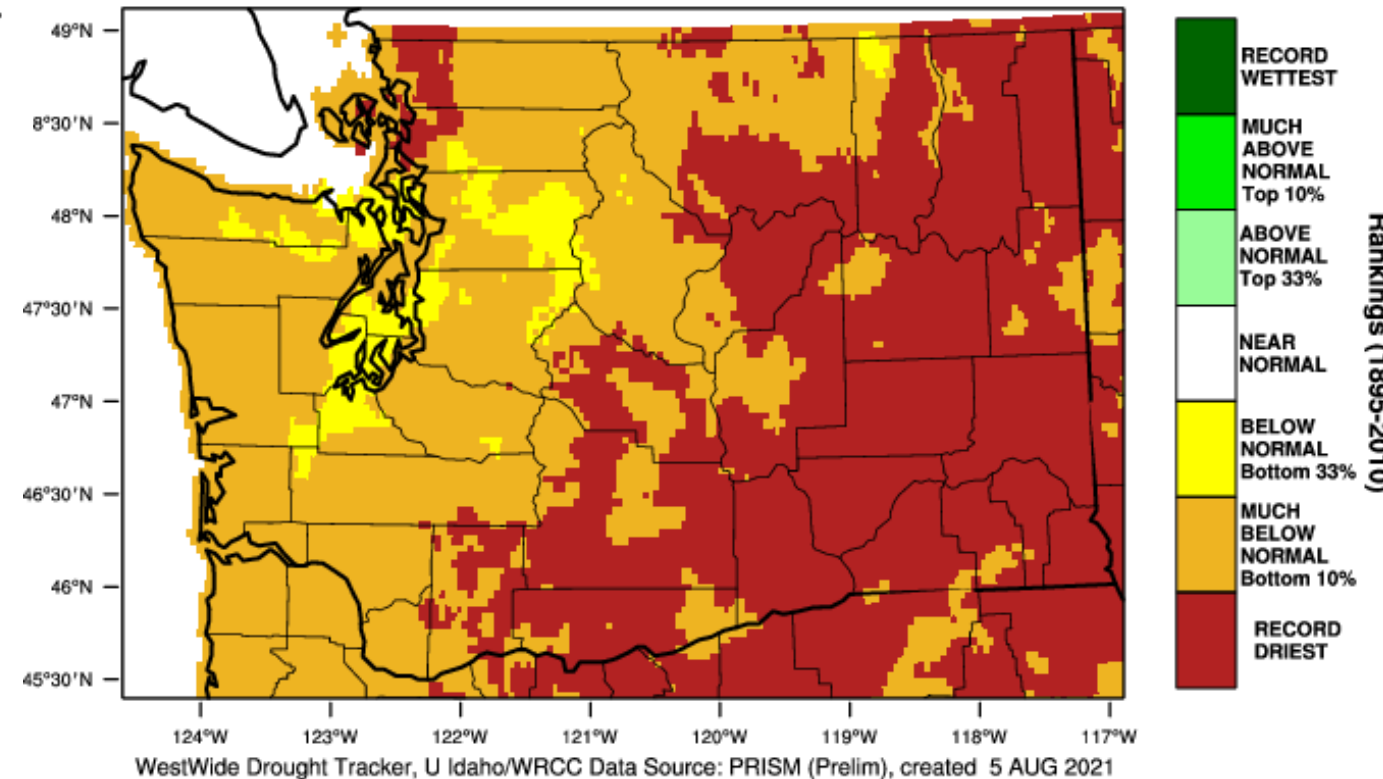 49°N
8°30'N
48°N
47°30'N
47°N
46°30'N
46°N
45°30'N
124°W 123°W 122°W 121°W 120°W 119°W 118°W 117°W
WestWide Drought Tracker, U Idaho/WRCC Data Source: PRISM (Prelim), created 5 AUG 2021
RECORD
WETTEST
MUCH
ABOVE
NORMAL
Top 10%
ABOVE
NORMAL
Top 33%
NEAR
NORMAL
BELOW
NORMAL
Bottom 33%
MUCH
BELOW
NORMAL
Bottom 10%
RECORD
DRIEST
Rankings (1895-2010)